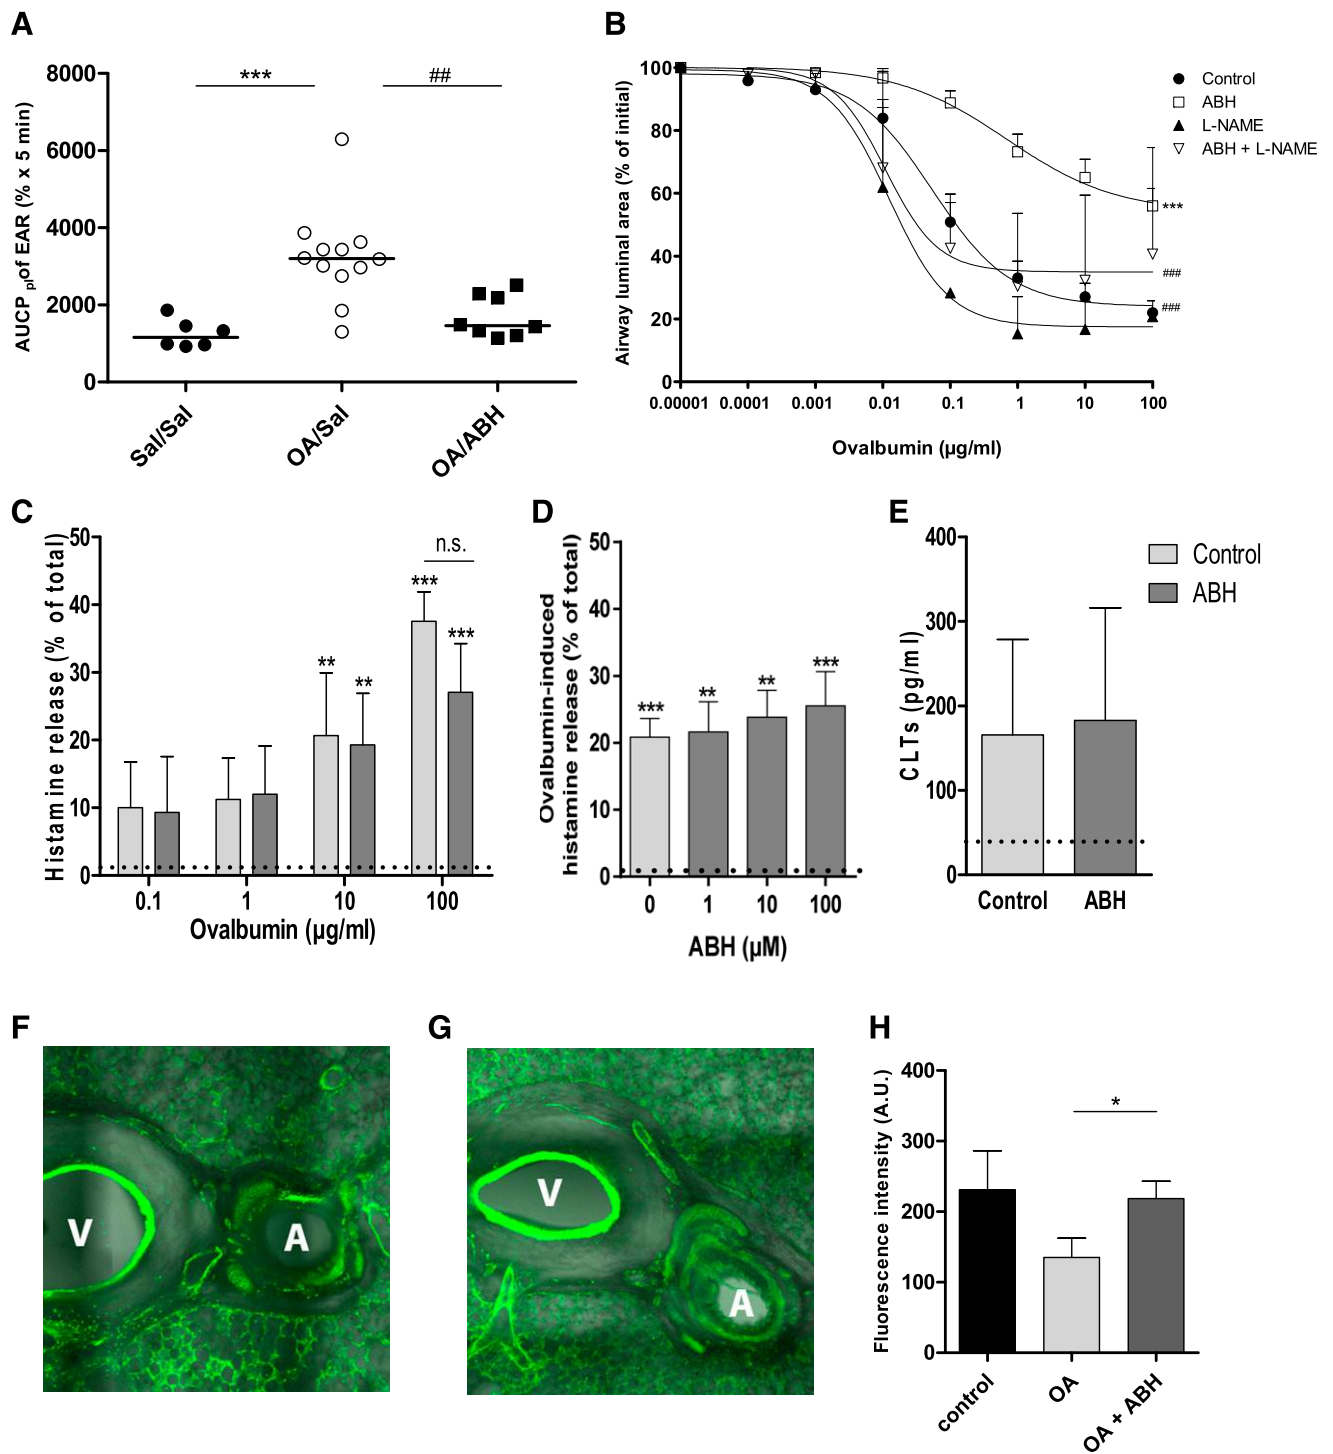 A
AUCP pl of EAR (% x 5 min)
8000
6000
4000
2000
0
***
##
Sal/Sal
OA/Sal
OA/ABH
B
Airway luminal area (% of initial)
100
80
60
40
20
0
0.00001 0.0001 0.001 0.01 0.1 1 10 100
Ovalbumin (µg/ml)
Control
ABH
L-NAME
ABH + L-NAME
***
###
###
C
Histamine release (% of total)
50
40
30
20
10
0
n.s.
***
***
**
**
0.1 1 10 100
Ovalbumin (µg/ml)
D
Ovalbumin-induced
histamine release (% of total)
50
40
30
20
10
0
***
**
**
***
0 1 10 100
ABH (µM)
E
CLTs (pg/ml)
400
300
200
100
0
Control ABH
Control
ABH
F
V
A
G
V
A
H
Fluorescence intensity (A.U.)
400
300
200
100
0
*
control
OA
OA + ABH